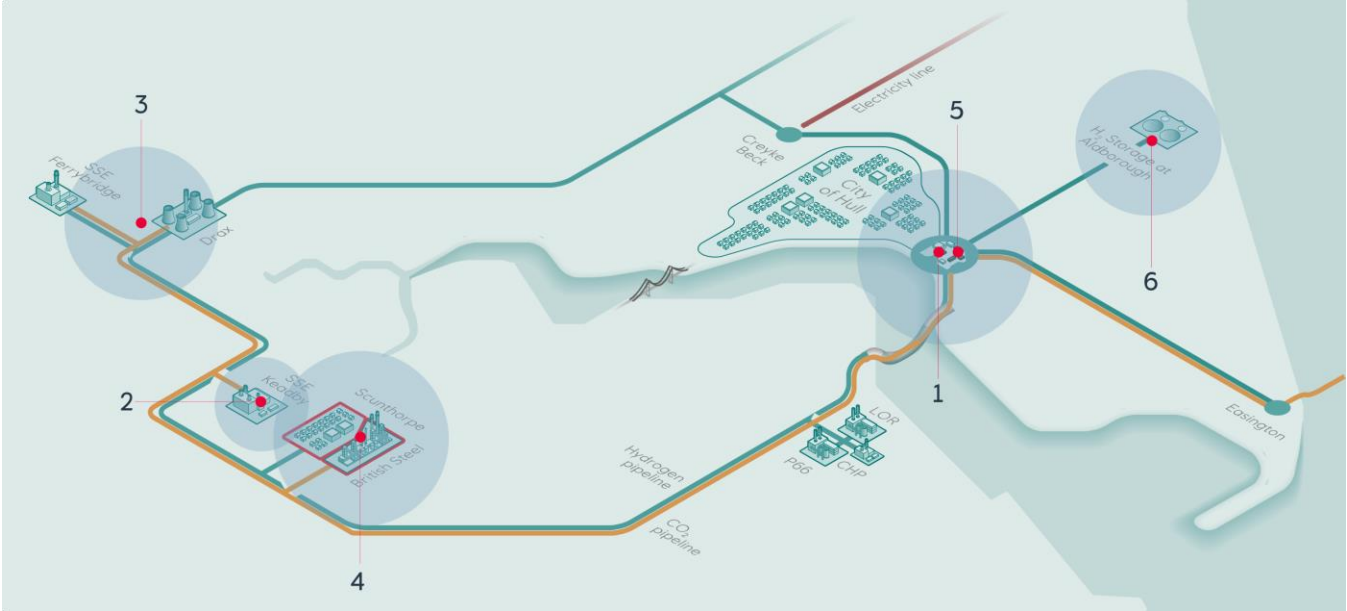 3
SSE
Ferrybridge
Drax
Electricity line
5
Creyke
Beck
City
of Hull
H2 Storage at
Aldborough
6
2
SSE
Keadby
Scunthorpe
British Steel
1
LOR
P66
CHP
Easington
Hydrogen
pipeline
CO2
pipeline
4